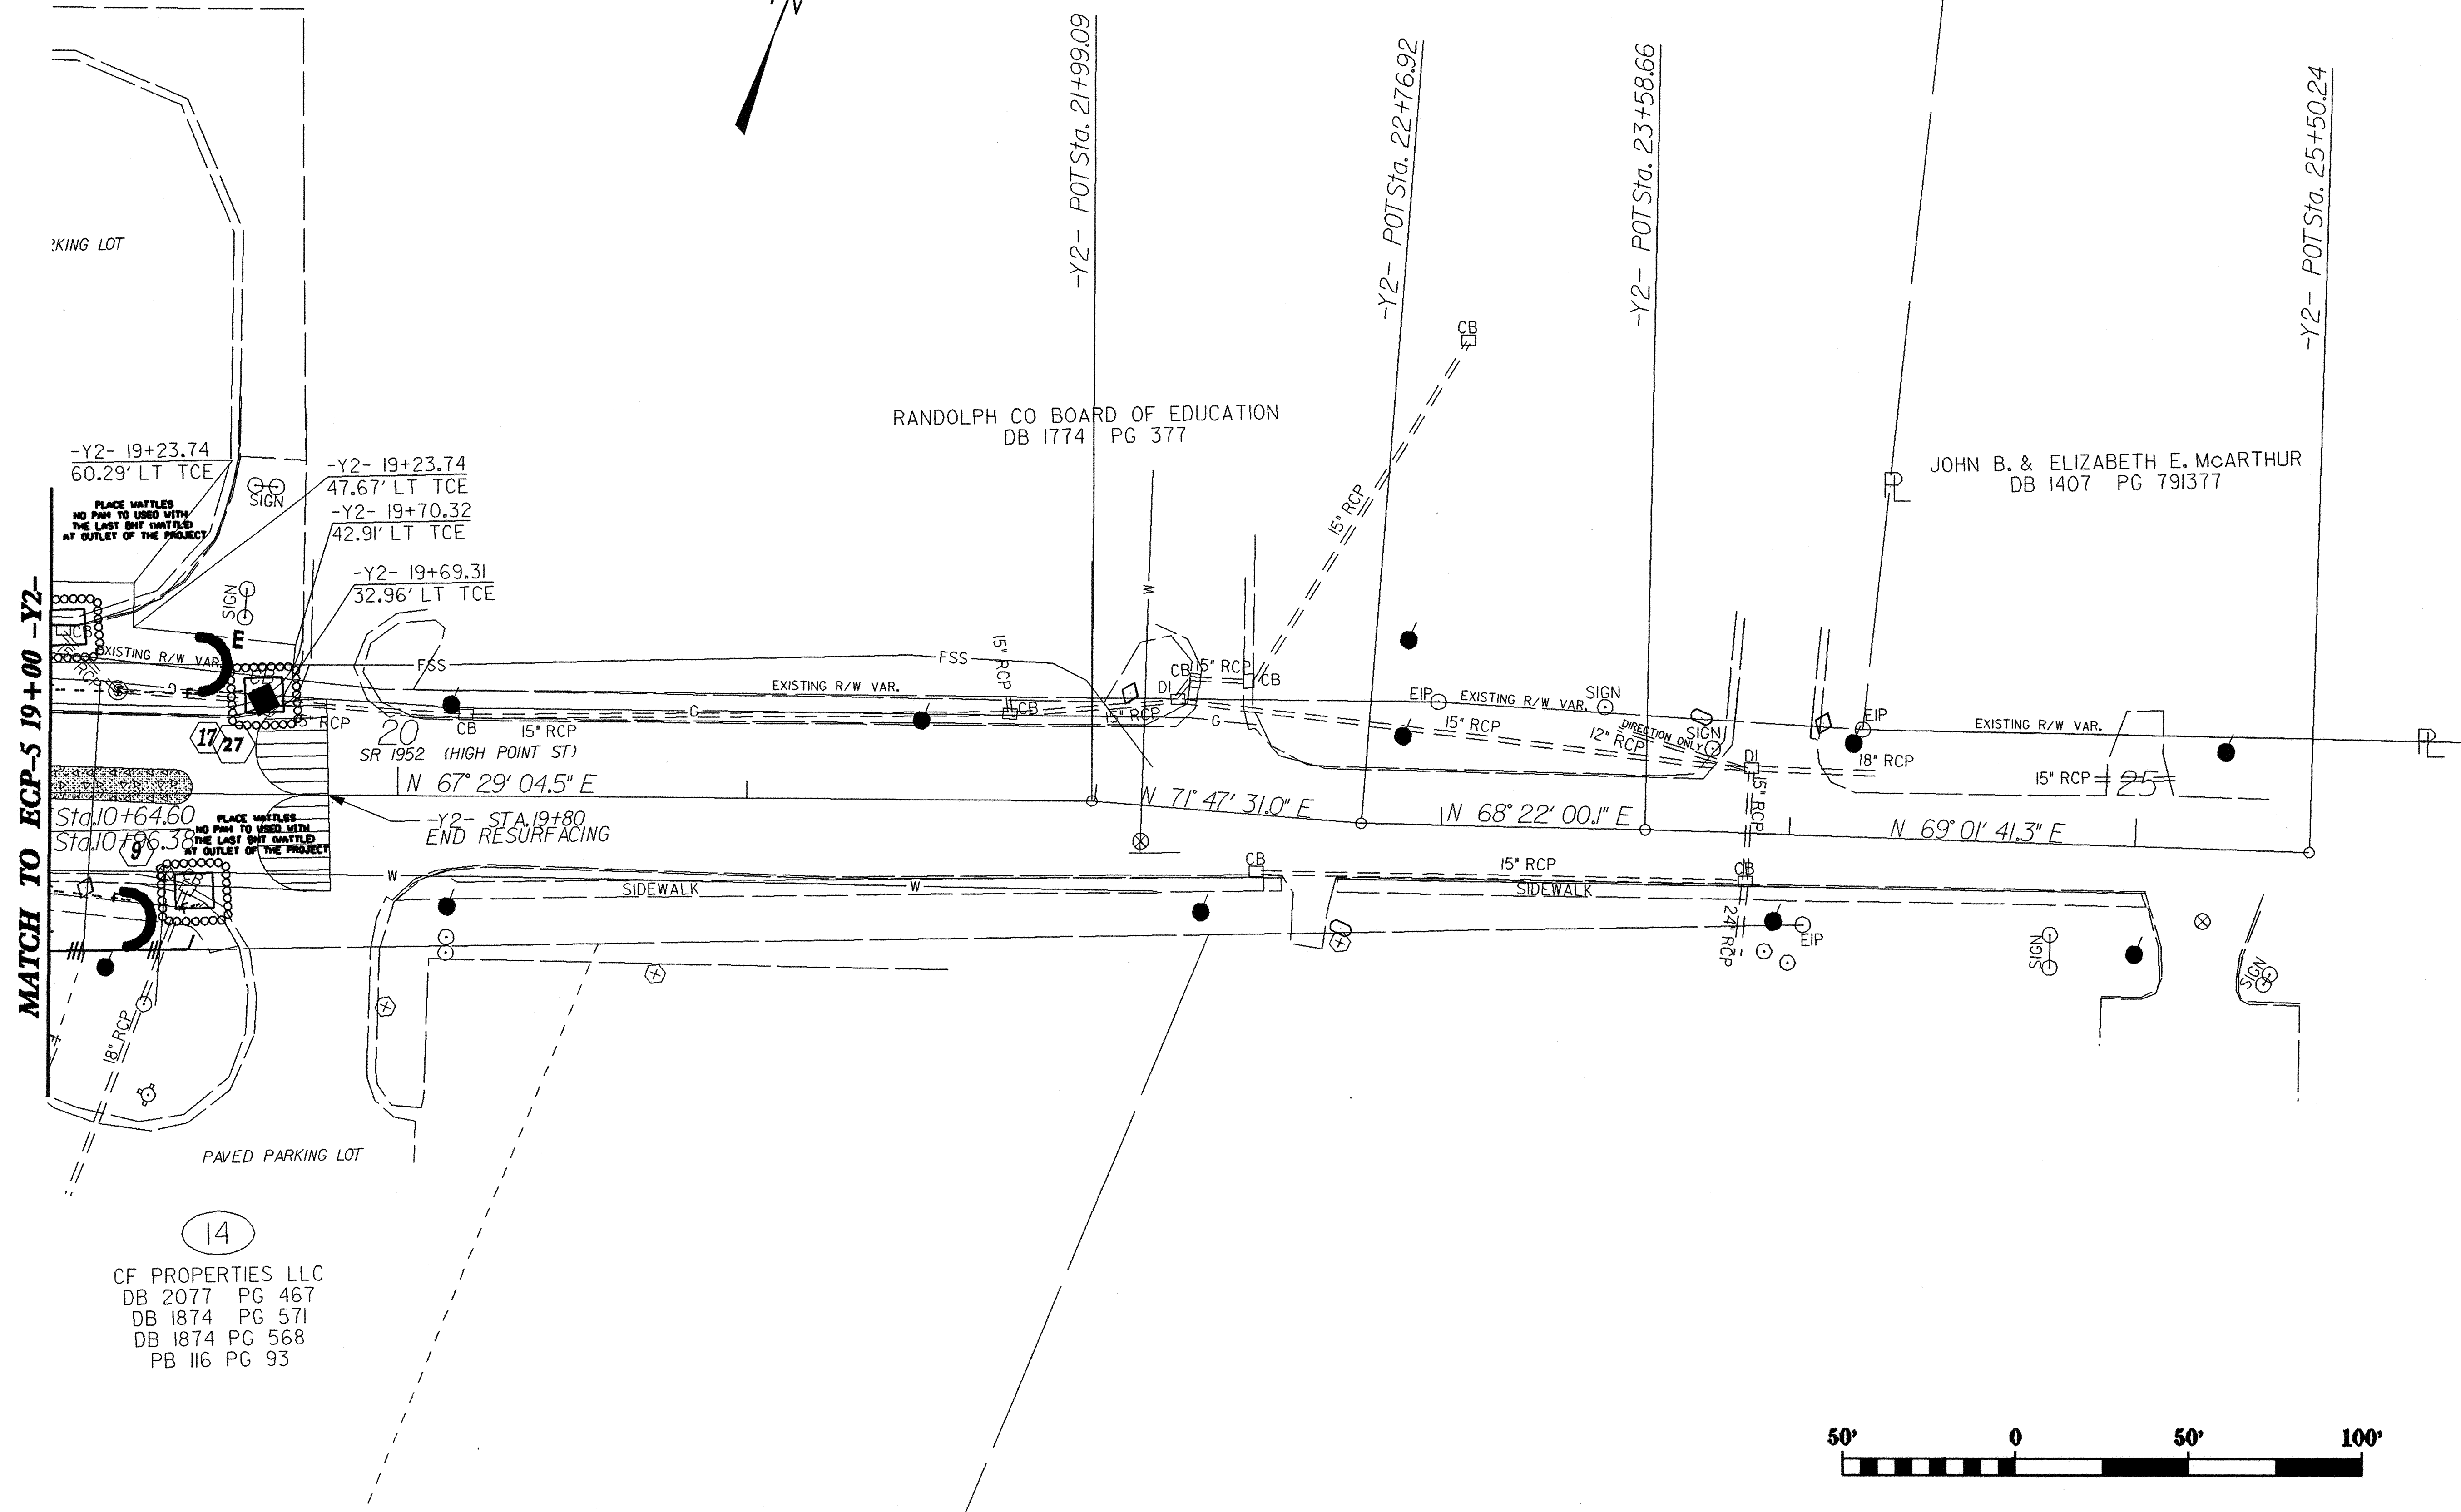 N
-Y2- POTSta. 21+99.09
-Y2- POTSta. 22+76.92
-Y2- POTSta. 23+58.66
-Y2- POTSta. 25+50.24
KING LOT
CB
RANDOLPH CO BOARD OF EDUCATION
DB 1774 PG 377
JOHN B. & ELIZABETH E. McARTHUR
DB 1407 PG 791377
PL
15" RCP
-Y2- 19+23.74
60.29' LT TCE
-Y2- 19+23.74
47.67' LT TCE
-Y2- 19+70.32
42.91' LT TCE
-Y2- 19+69.31
32.96' LT TCE
SIGN
PLACE WATTLES
NO PAM TO USED WITH
THE LAST BMT (WATTLE)
AT OUTLET OF THE PROJECT
MATCH TO ECP-5 19+00 -Y2-
SIGN
W
E
CB
EXISTING R/W VAR.
FSS
FSS
15" RCP
CB
15" RCP
CB
DI
EXISTING R/W VAR.
G
CB
15" RCP
G
EIP
EXISTING R/W VAR.
SIGN
EIP
EXISTING R/W VAR.
PL
G
F
CB
15" RCP
CB
15" RCP
15" RCP
12" RCP
DIRECTION ONLY
SIGN
DI
18" RCP
15" RCP
25
17
27
20
SR 1952 (HIGH POINT ST)
15" RCP
N 67° 29' 04.5" E
N 71° 47' 31.0" E
N 68° 22' 00.1" E
N 69° 01' 41.3" E
Sta.10+64.60
Sta.10+96.38
9
PLACE WATTLES
NO PAM TO USED WITH
THE LAST BMT (WATTLE)
AT OUTLET OF THE PROJECT
-Y2- STA.19+80
END RESURFACING
CB
15" RCP
CB
W
SIDEWALK
W
SIDEWALK
24" RCP
EIP
SIGN
SIGN
18" RCP
PAVED PARKING LOT
14
CF PROPERTIES LLC
DB 2077 PG 467
DB 1874 PG 571
DB 1874 PG 568
PB 116 PG 93
50' 0 50' 100'